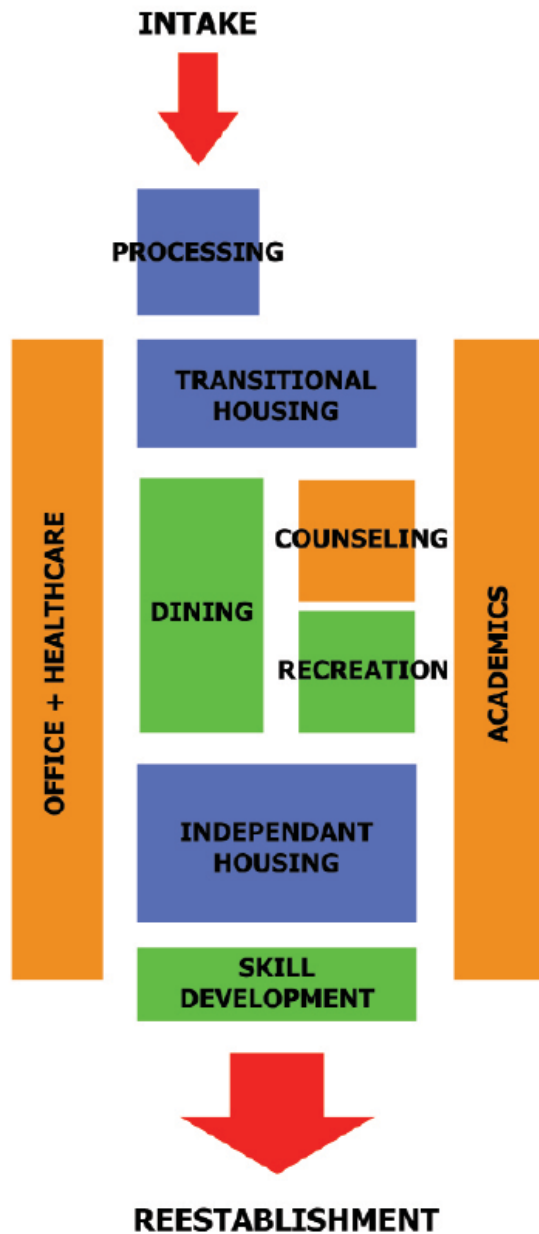 INTAKE
PROCESSING
TRANSITIONAL
HOUSING
OFFICE + HEALTHCARE
DINING
COUNSELING
RECREATION
ACADEMICS
INDEPENDANT
HOUSING
SKILL
DEVELOPMENT
REESTABLISHMENT